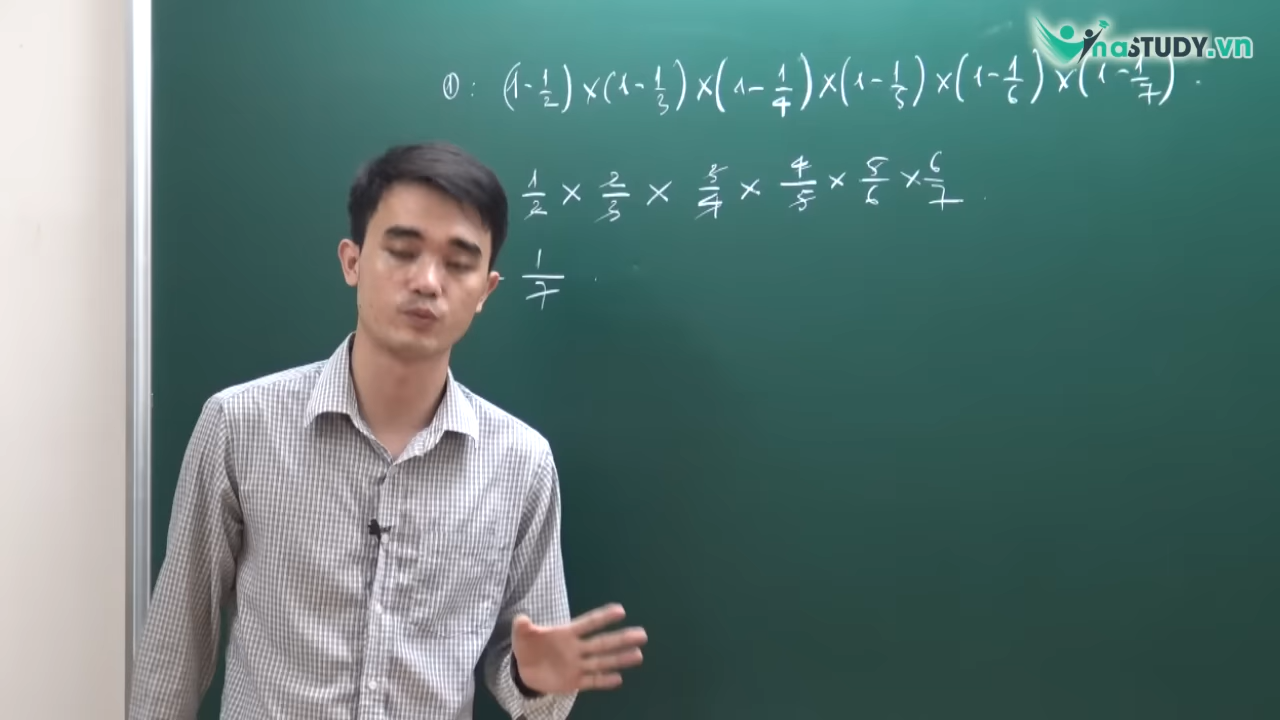 inaSTUDY.vn
①: (1-1/2)×(1-1/3)×(1-1/4)×(1-1/5)×(1-1/6)×(1-1/7).
1/2 × 2/3 × 3/4 × 4/5 × 5/6 × 6/7.
1/7.